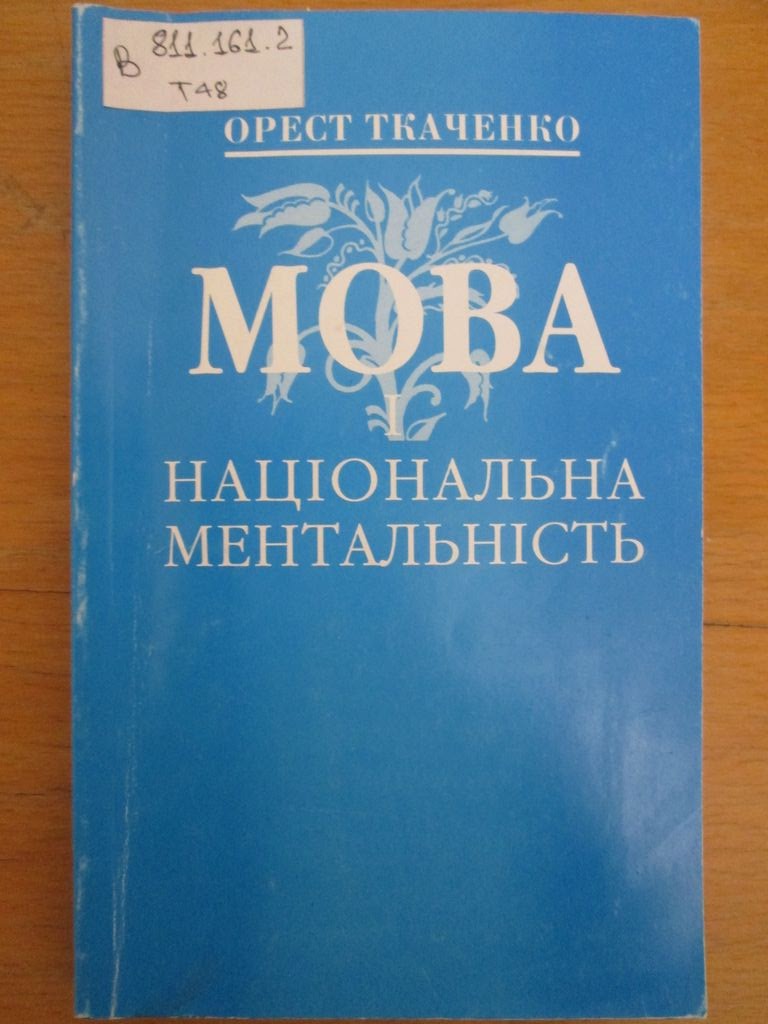 В 811.161.2
Т48
ОРЕСТ ТКАЧЕНКО
МОВА
І
НАЦІОНАЛЬНА
МЕНТАЛЬНІСТЬ